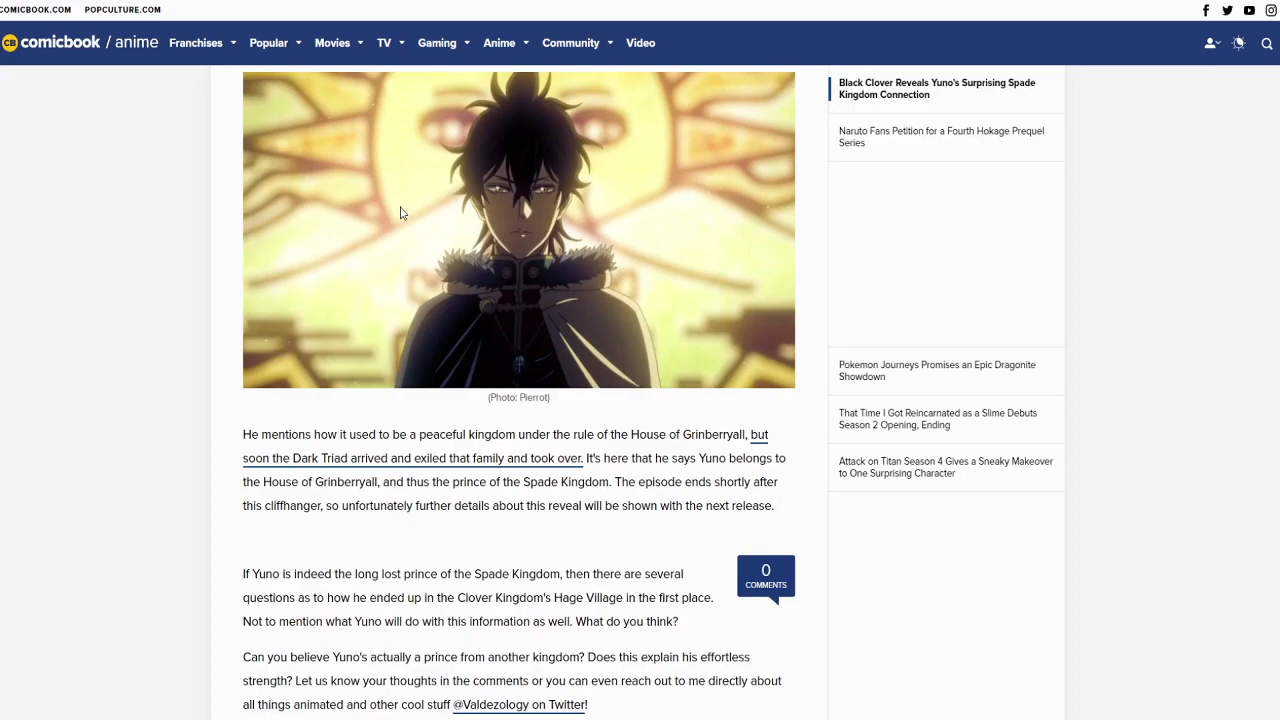 COMICBOOK.COM POPCULTURE.COM
CB comicbook / anime Franchises Popular Movies TV Gaming Anime Community Video
(Photo: Pierrot)
He mentions how it used to be a peaceful kingdom under the rule of the House of Grinberryall, but
soon the Dark Triad arrived and exiled that family and took over. It's here that he says Yuno belongs to
the House of Grinberryall, and thus the prince of the Spade Kingdom. The episode ends shortly after
this cliffhanger, so unfortunately further details about this reveal will be shown with the next release.
If Yuno is indeed the long lost prince of the Spade Kingdom, then there are several
questions as to how he ended up in the Clover Kingdom's Hage Village in the first place.
Not to mention what Yuno will do with this information as well. What do you think?
0
COMMENTS
Can you believe Yuno's actually a prince from another kingdom? Does this explain his effortless
strength? Let us know your thoughts in the comments or you can even reach out to me directly about
all things animated and other cool stuff @Valdezology on Twitter!
Black Clover Reveals Yuno's Surprising Spade
Kingdom Connection
Naruto Fans Petition for a Fourth Hokage Prequel
Series
Pokemon Journeys Promises an Epic Dragonite
Showdown
That Time I Got Reincarnated as a Slime Debuts
Season 2 Opening, Ending
Attack on Titan Season 4 Gives a Sneaky Makeover
to One Surprising Character